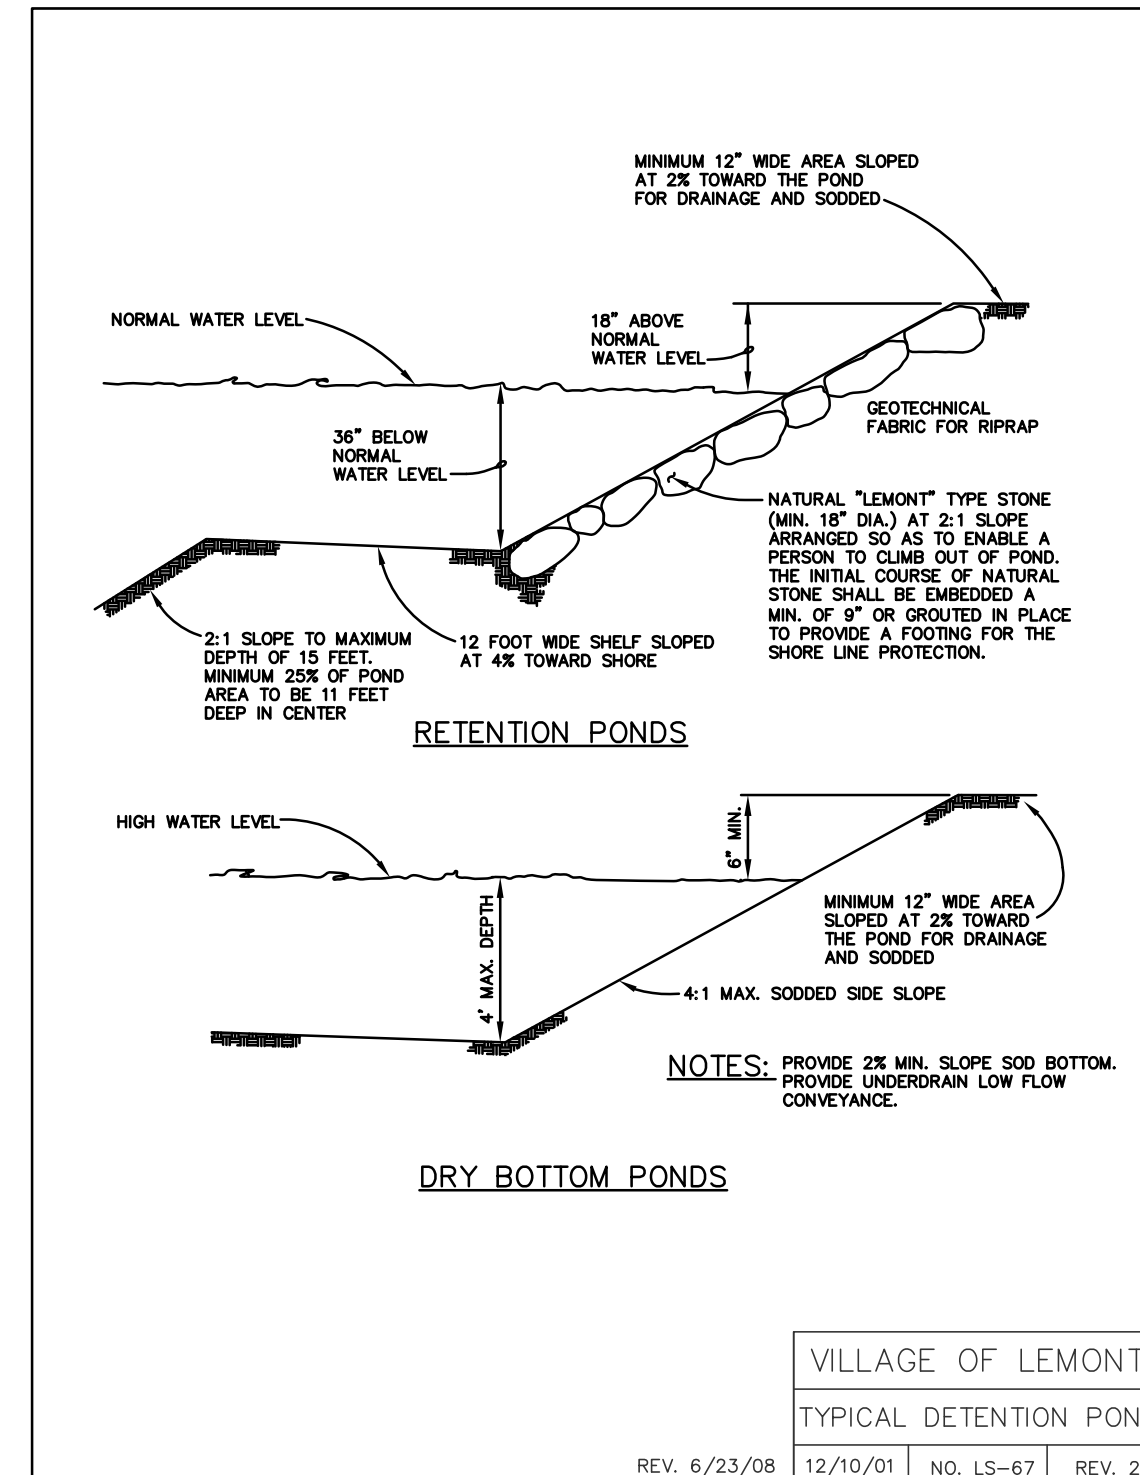 MINIMUM 12" WIDE AREA SLOPED
AT 2% TOWARD THE POND
FOR DRAINAGE AND SODDED
NORMAL WATER LEVEL
18" ABOVE
NORMAL
WATER LEVEL
GEOTECHNICAL
FABRIC FOR RIPRAP
36" BELOW
NORMAL
WATER LEVEL
NATURAL "LEMONT" TYPE STONE
(MIN. 18" DIA.) AT 2:1 SLOPE
ARRANGED SO AS TO ENABLE A
PERSON TO CLIMB OUT OF POND.
THE INITIAL COURSE OF NATURAL
STONE SHALL BE EMBEDDED A
MIN. OF 9" OR GROUTED IN PLACE
TO PROVIDE A FOOTING FOR THE
SHORE LINE PROTECTION.
2:1 SLOPE TO MAXIMUM
DEPTH OF 15 FEET.
MINIMUM 25% OF POND
AREA TO BE 11 FEET
DEEP IN CENTER
12 FOOT WIDE SHELF SLOPED
AT 4% TOWARD SHORE
RETENTION PONDS
HIGH WATER LEVEL
6" MIN.
4' MAX. DEPTH
MINIMUM 12" WIDE AREA
SLOPED AT 2% TOWARD
THE POND FOR DRAINAGE
AND SODDED
4:1 MAX. SODDED SIDE SLOPE
NOTES: PROVIDE 2% MIN. SLOPE SOD BOTTOM.
PROVIDE UNDERDRAIN LOW FLOW
CONVEYANCE.
DRY BOTTOM PONDS
VILLAGE OF LEMONT
TYPICAL DETENTION PON
REV. 6/23/08 12/10/01 NO. LS-67 REV. 2